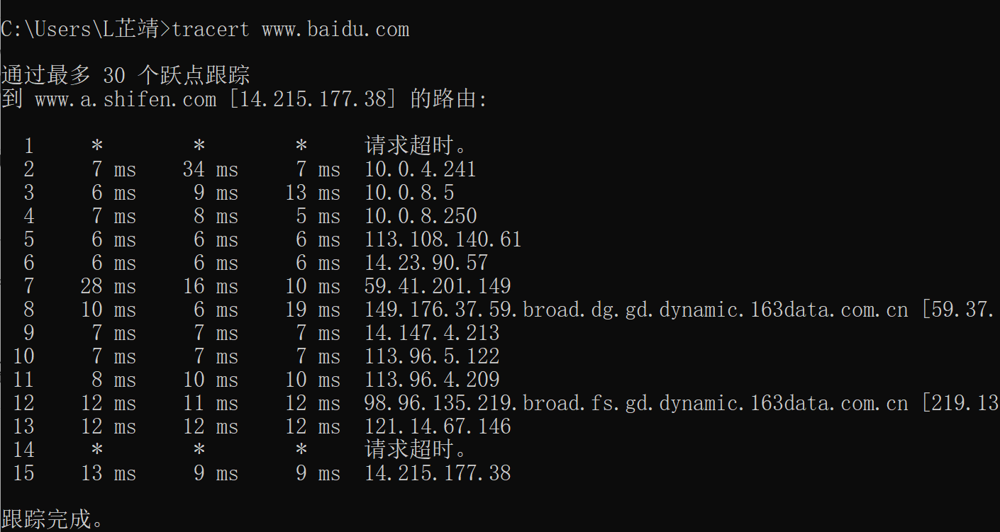 C:\Users\L芷靖>tracert www.baidu.com
通过最多 30 个跃点跟踪
到 www.a.shifen.com [14.215.177.38] 的路由:
1 * * * 请求超时。
2 7 ms 34 ms 7 ms 10.0.4.241
3 6 ms 9 ms 13 ms 10.0.8.5
4 7 ms 8 ms 5 ms 10.0.8.250
5 6 ms 6 ms 6 ms 113.108.140.61
6 6 ms 6 ms 6 ms 14.23.90.57
7 28 ms 16 ms 10 ms 59.41.201.149
8 10 ms 6 ms 19 ms 149.176.37.59.broad.dg.gd.dynamic.163data.com.cn [59.37.
9 7 ms 7 ms 7 ms 14.147.4.213
10 7 ms 7 ms 7 ms 113.96.5.122
11 8 ms 10 ms 10 ms 113.96.4.209
12 12 ms 11 ms 12 ms 98.96.135.219.broad.fs.gd.dynamic.163data.com.cn [219.13
13 12 ms 12 ms 12 ms 121.14.67.146
14 * * * 请求超时。
15 13 ms 9 ms 9 ms 14.215.177.38
跟踪完成。